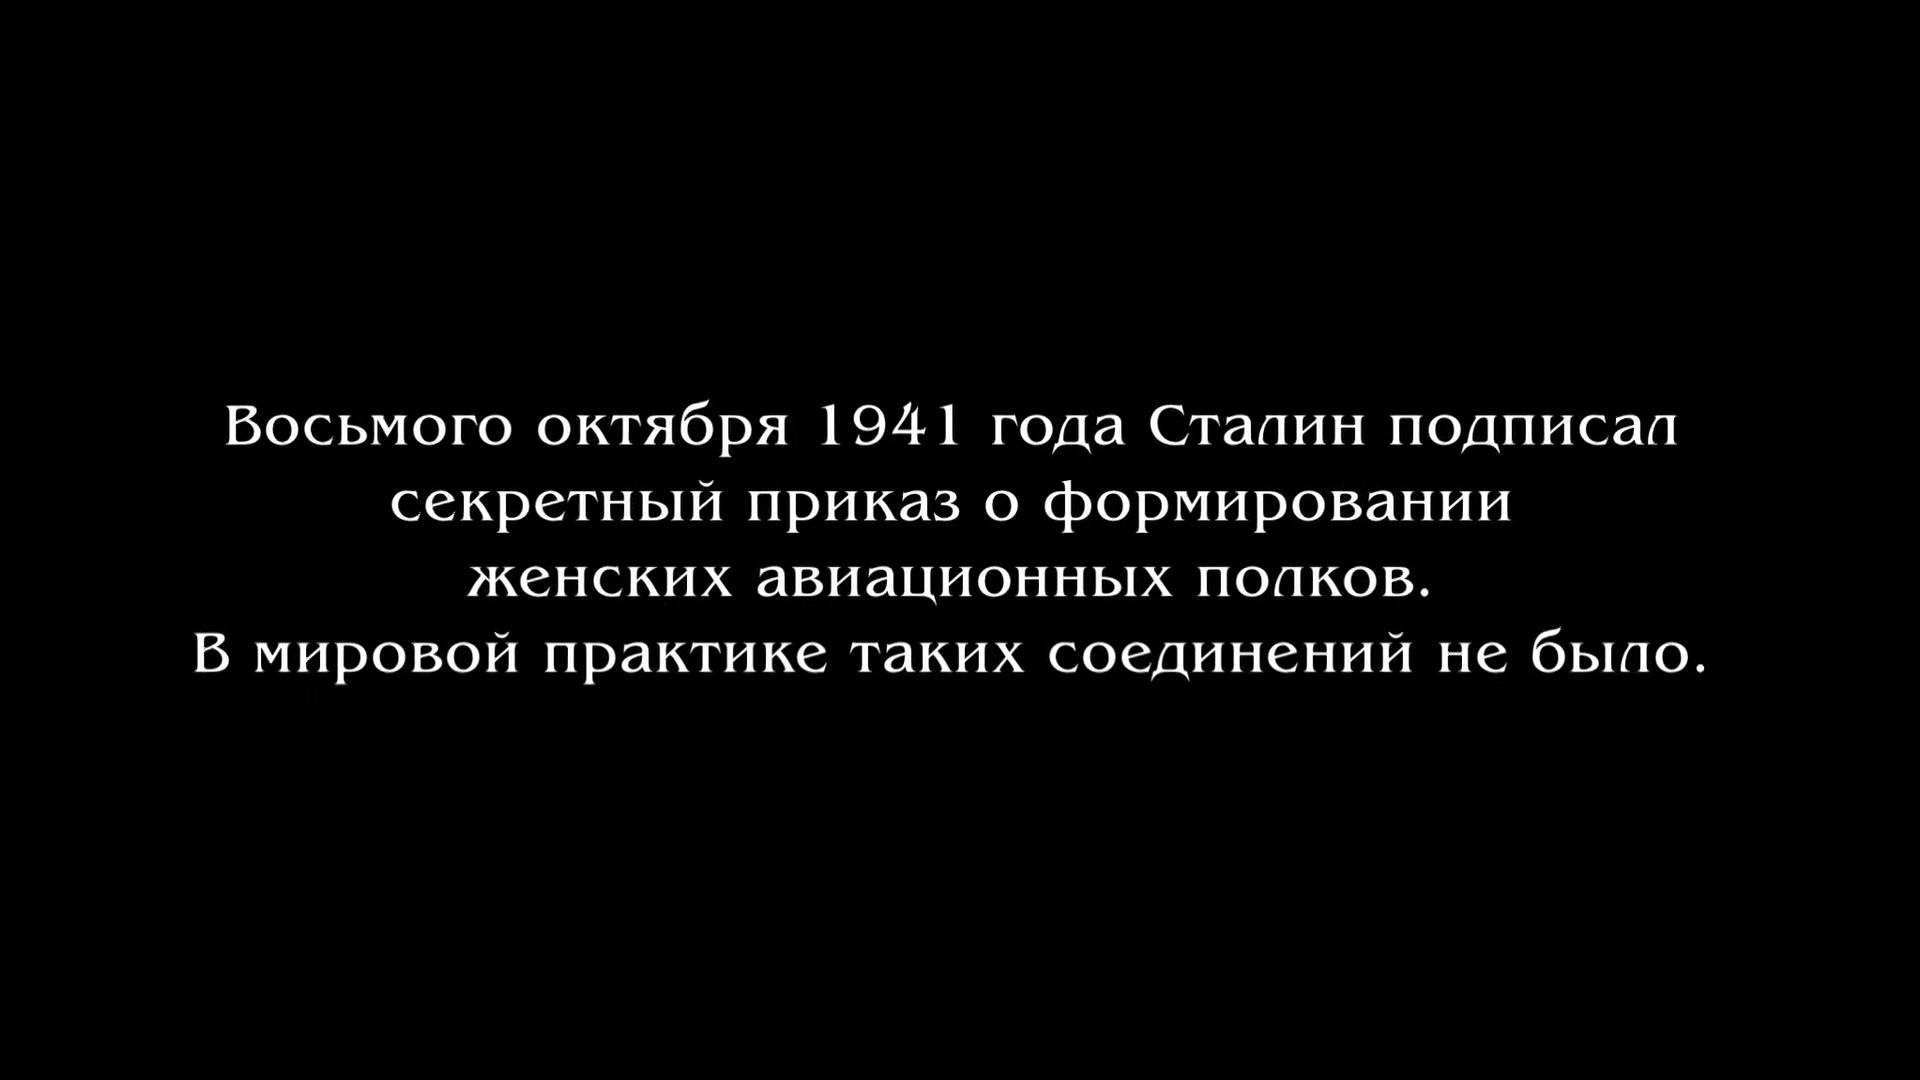 Восьмого октября 1941 года Сталин подписал
секретный приказ о формировании
женских авиационных полков.
В мировой практике таких соединений не было.